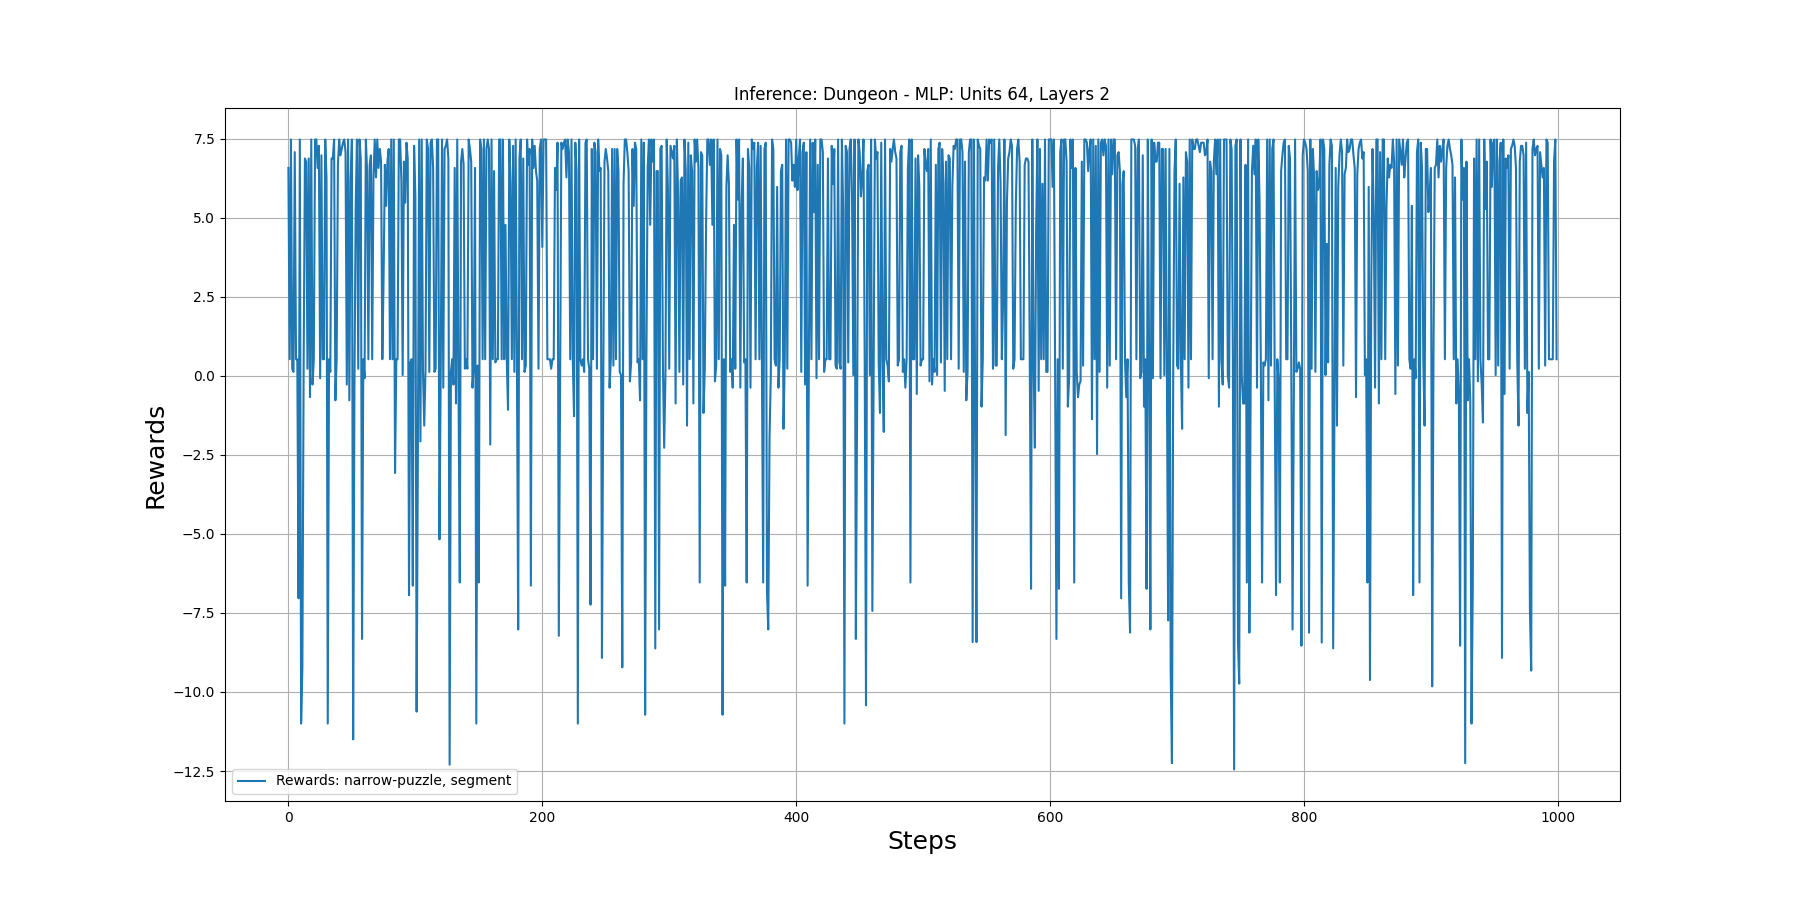 Inference: Dungeon - MLP: Units 64, Layers 2
7.5
5.0
2.5
0.0
−2.5
−5.0
−7.5
−10.0
−12.5
Rewards
Rewards: narrow-puzzle, segment
0 200 400 600 800 1000
Steps